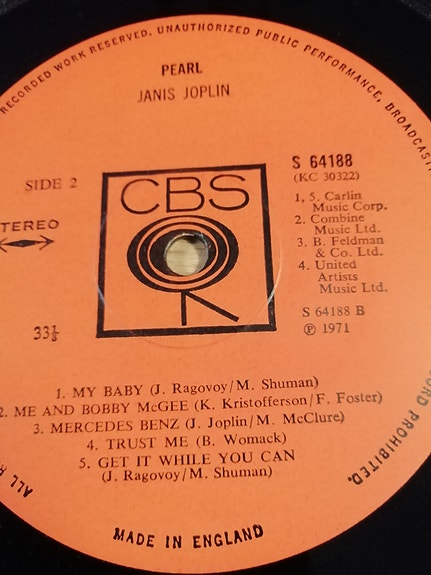 RECORDED WORK RESERVED. UNAUTHORIZED PUBLIC PERFORMANCE, BROADCASTING
PEARL
JANIS JOPLIN
S 64188
(KC 30322)
SIDE 2
CBS
STEREO
1, 5. Carlin
Music Corp.
2. Combine
Music Ltd.
3. B. Feldman
& Co. Ltd.
4. United
Artists
Music Ltd.
S 64188 B
℗ 1971
33⅓
1. MY BABY (J. Ragovoy/M. Shuman)
2. ME AND BOBBY McGEE (K. Kristofferson/F. Foster)
3. MERCEDES BENZ (J. Joplin/M. McClure)
4. TRUST ME (B. Womack)
5. GET IT WHILE YOU CAN
(J. Ragovoy/M. Shuman)
PROHIBITED.
ALL
MADE IN ENGLAND